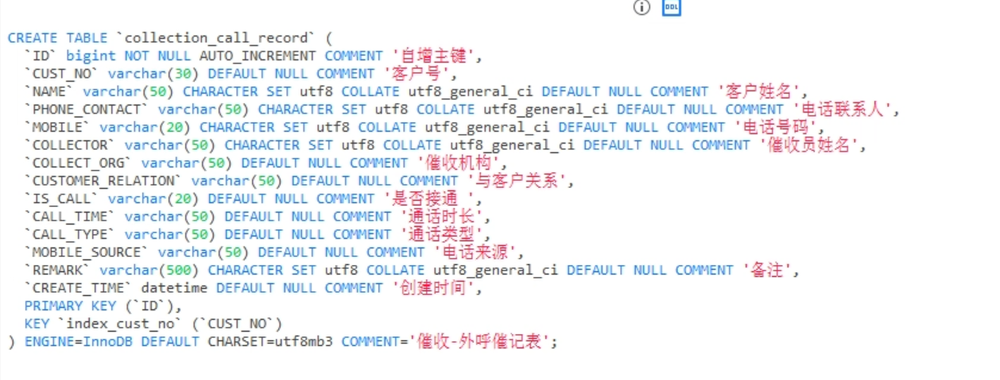 DDL
CREATE TABLE `collection_call_record` (
  `ID` bigint NOT NULL AUTO_INCREMENT COMMENT '自增主键',
  `CUST_NO` varchar(30) DEFAULT NULL COMMENT '客户号',
  `NAME` varchar(50) CHARACTER SET utf8 COLLATE utf8_general_ci DEFAULT NULL COMMENT '客户姓名',
  `PHONE_CONTACT` varchar(50) CHARACTER SET utf8 COLLATE utf8_general_ci DEFAULT NULL COMMENT '电话联系人',
  `MOBILE` varchar(20) CHARACTER SET utf8 COLLATE utf8_general_ci DEFAULT NULL COMMENT '电话号码',
  `COLLECTOR` varchar(50) CHARACTER SET utf8 COLLATE utf8_general_ci DEFAULT NULL COMMENT '催收员姓名',
  `COLLECT_ORG` varchar(50) DEFAULT NULL COMMENT '催收机构',
  `CUSTOMER_RELATION` varchar(50) DEFAULT NULL COMMENT '与客户关系',
  `IS_CALL` varchar(20) DEFAULT NULL COMMENT '是否接通 ',
  `CALL_TIME` varchar(50) DEFAULT NULL COMMENT '通话时长',
  `CALL_TYPE` varchar(50) DEFAULT NULL COMMENT '通话类型',
  `MOBILE_SOURCE` varchar(50) DEFAULT NULL COMMENT '电话来源',
  `REMARK` varchar(500) CHARACTER SET utf8 COLLATE utf8_general_ci DEFAULT NULL COMMENT '备注',
  `CREATE_TIME` datetime DEFAULT NULL COMMENT '创建时间',
  PRIMARY KEY (`ID`),
  KEY `index_cust_no` (`CUST_NO`)
) ENGINE=InnoDB DEFAULT CHARSET=utf8mb3 COMMENT='催收-外呼催记表';